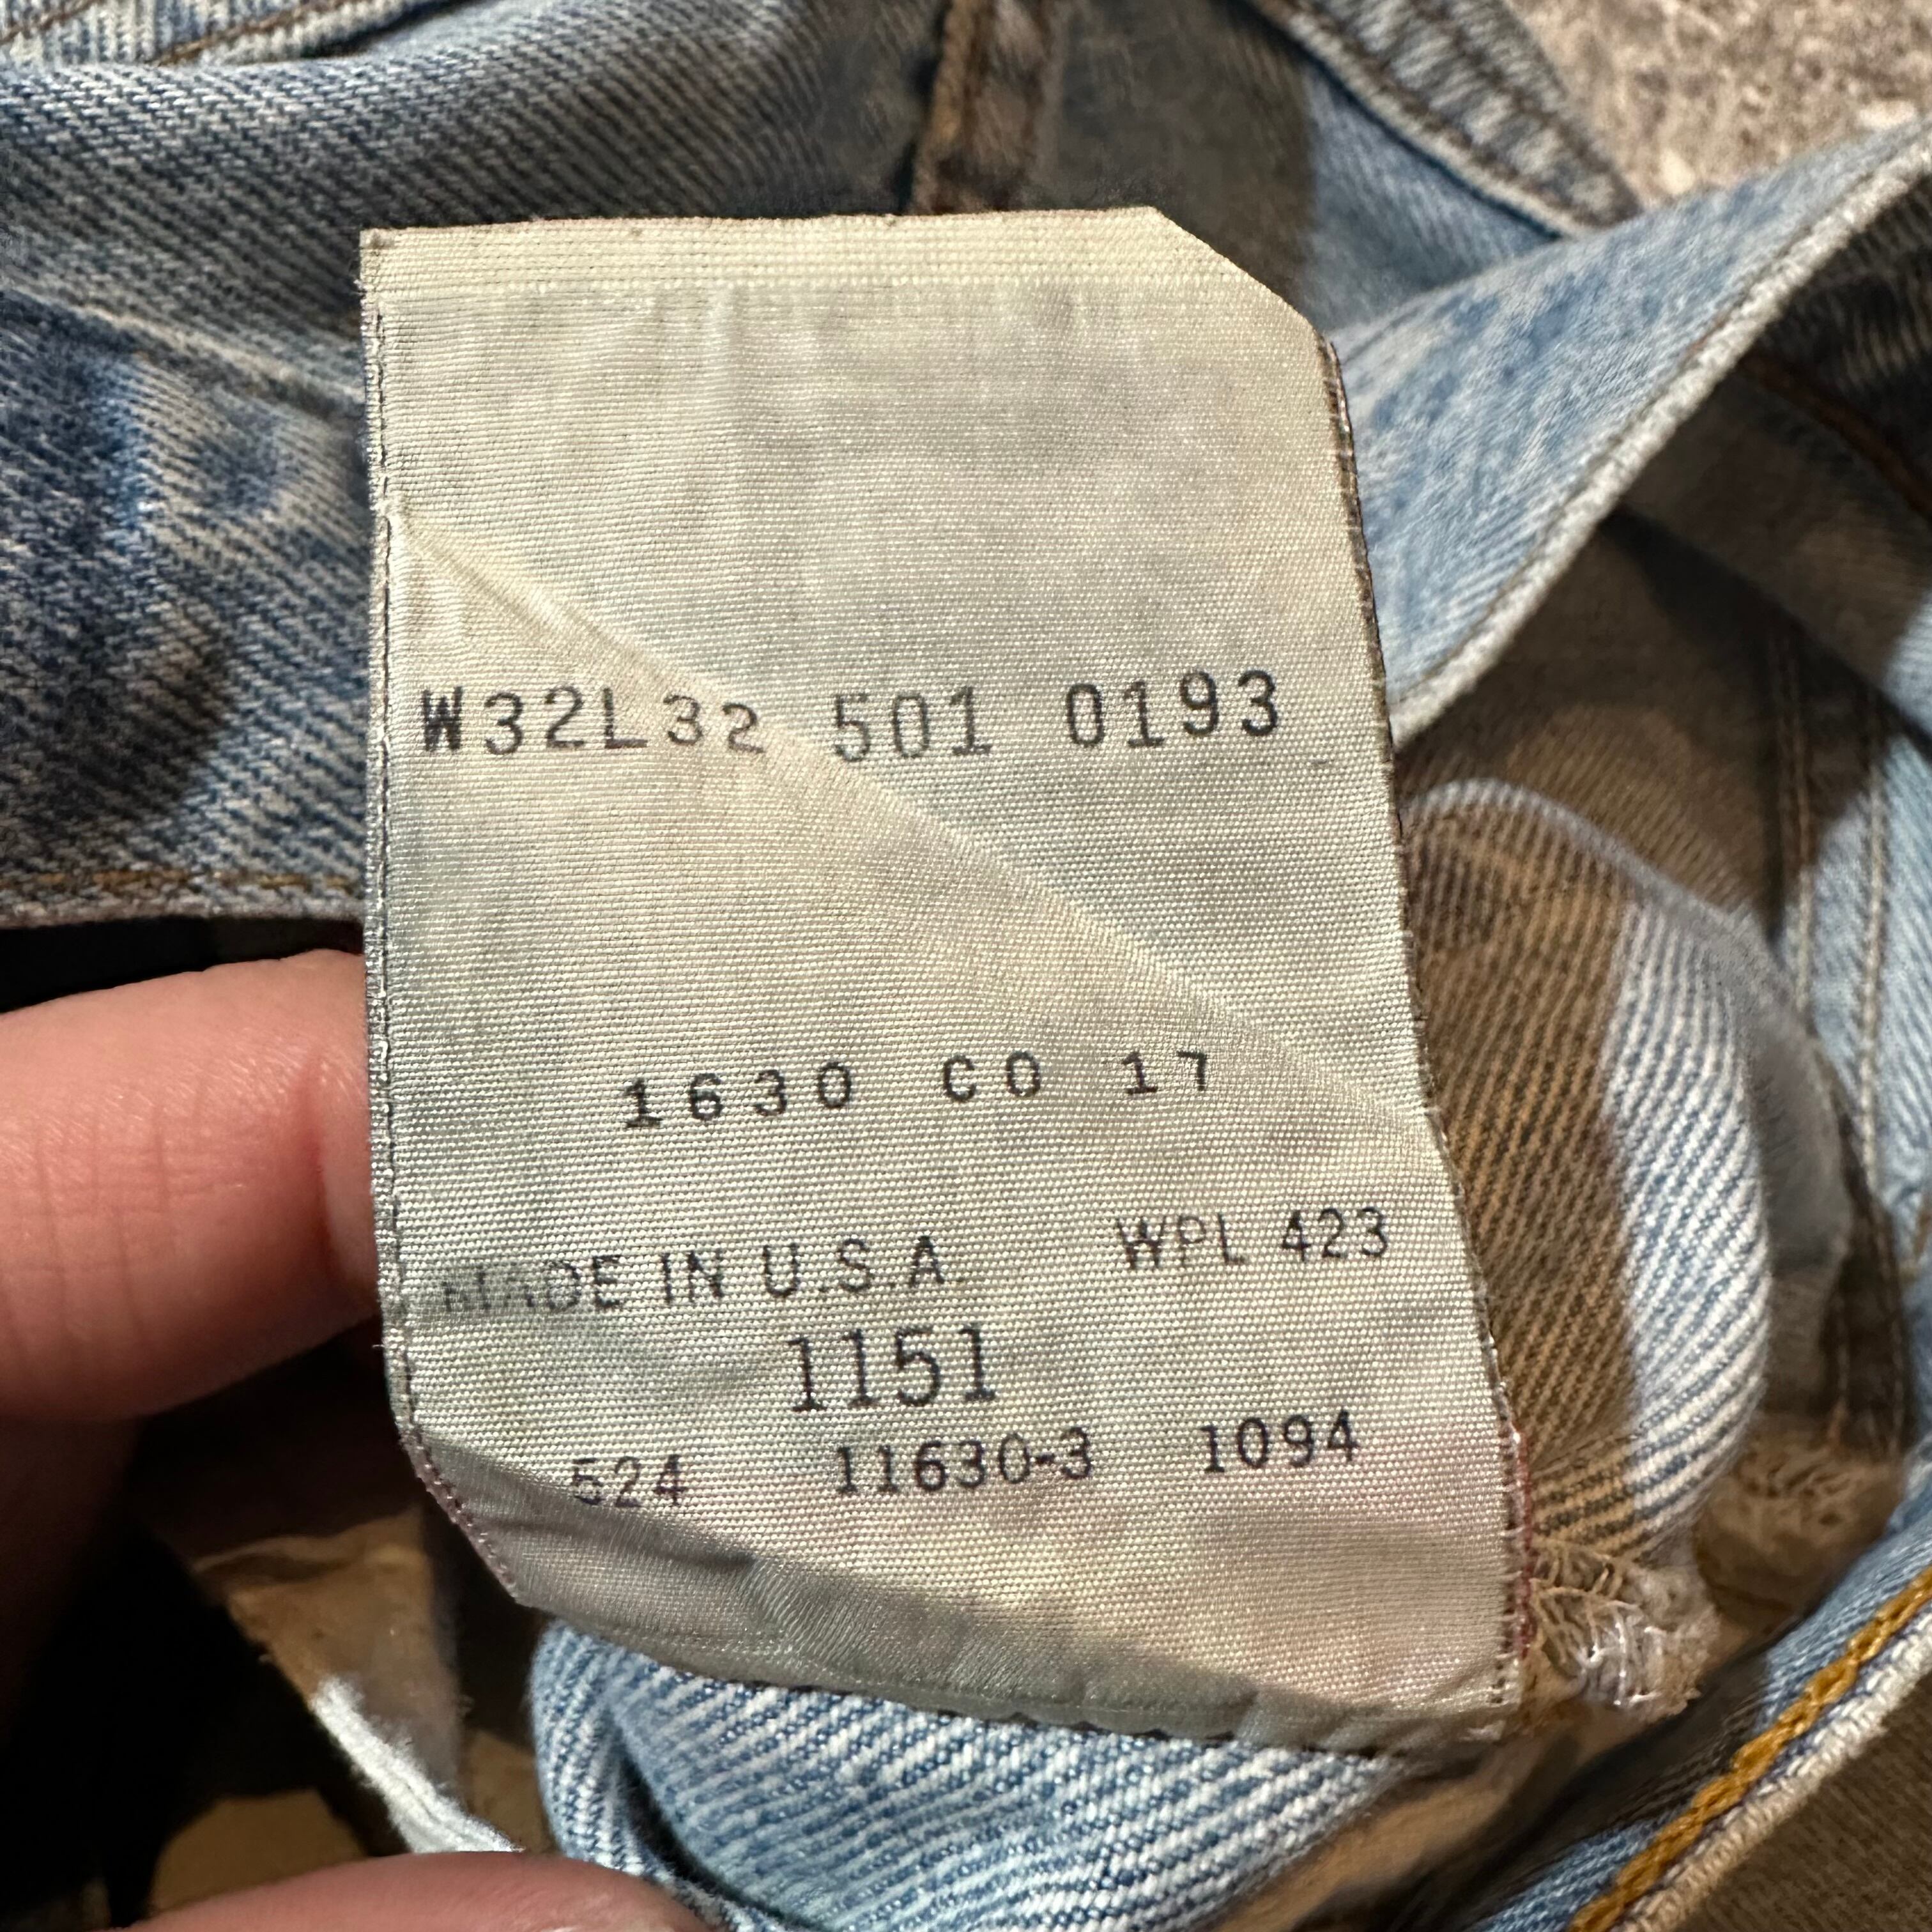 W32L32 501 0193
1630 CO 17
MADE IN U.S.A. WPL 423
1151
524 11630-3 1094